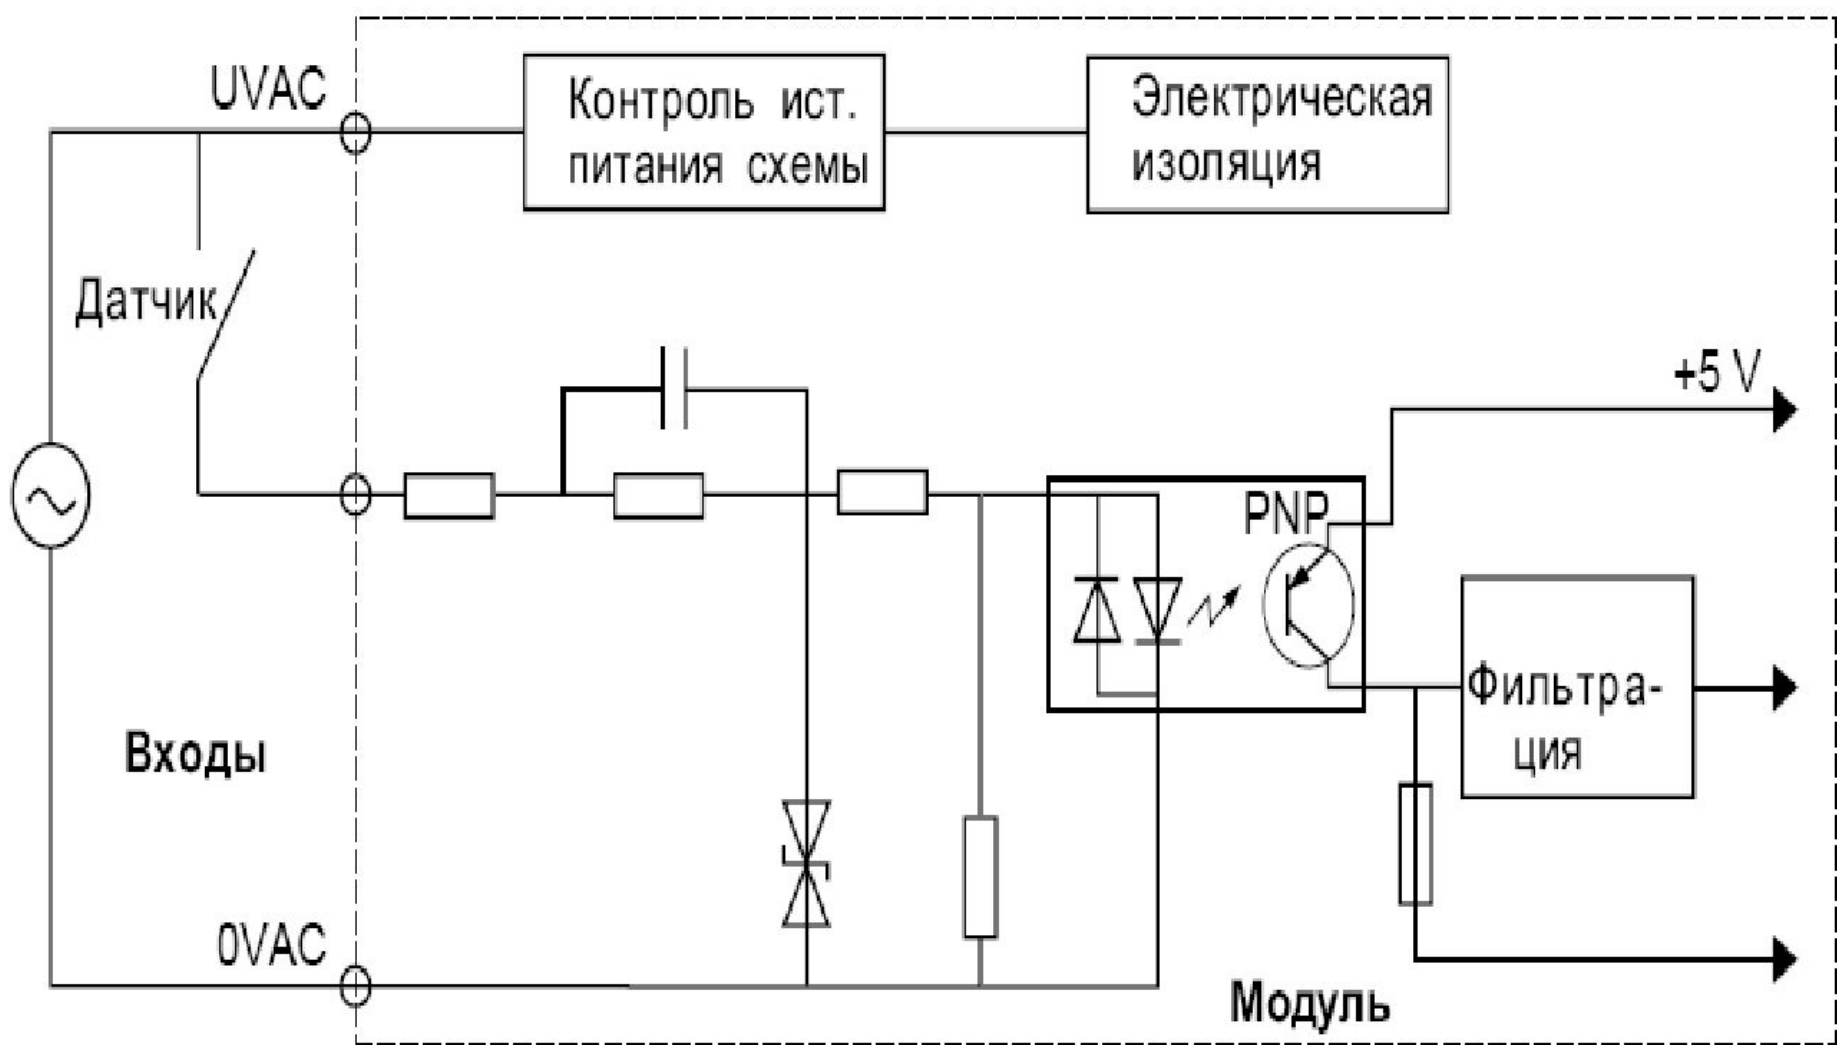 UVAC
Контроль ист.
питания схемы
Электрическая
изоляция
Датчик
+5 V
PNP
Фильтра-
ция
Входы
0VAC
Модуль